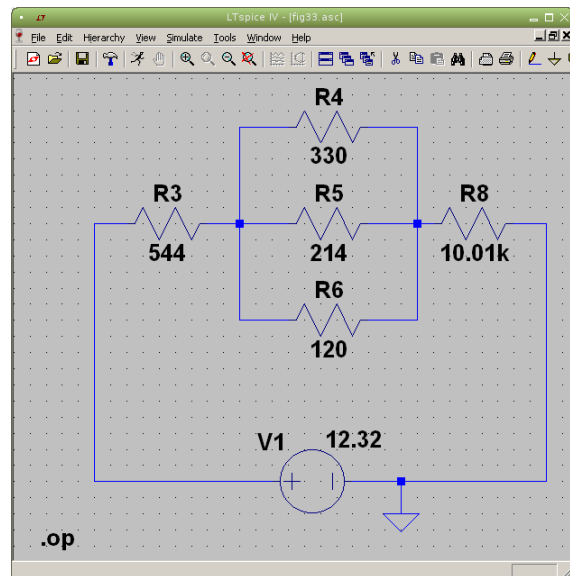 LTspice IV - [fig33.asc]
File Edit Hierarchy View Simulate Tools Window Help
R4
330
R3
544
R5
214
R8
10.01k
R6
120
V1
12.32
.op